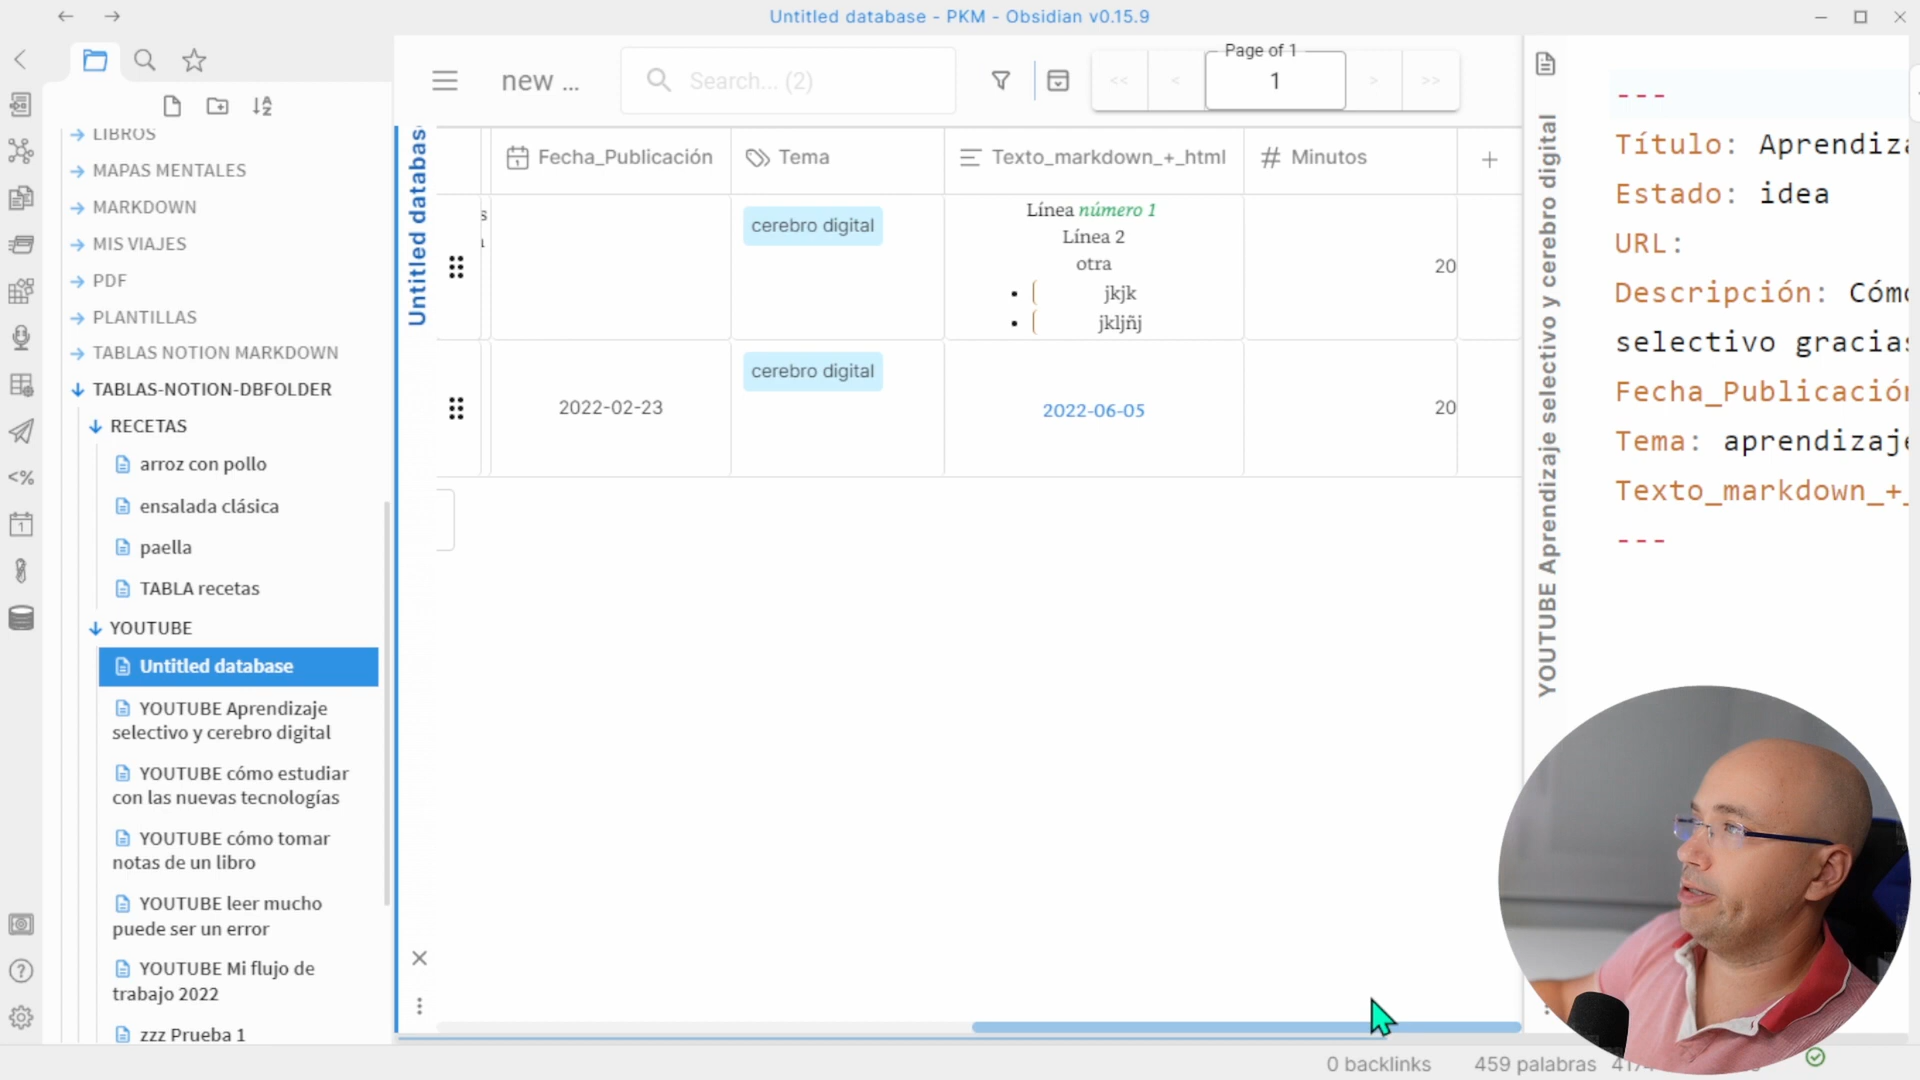 Untitled database - PKM - Obsidian v0.15.9
new ...
Search... (2)
<<
<
Page of 1
1
>
>>
LIBROS
MAPAS MENTALES
MARKDOWN
MIS VIAJES
PDF
PLANTILLAS
TABLAS NOTION MARKDOWN
TABLAS-NOTION-DBFOLDER
RECETAS
arroz con pollo
ensalada clásica
paella
TABLA recetas
YOUTUBE
Untitled database
YOUTUBE Aprendizaje
selectivo y cerebro digital
YOUTUBE cómo estudiar
con las nuevas tecnologías
YOUTUBE cómo tomar
notas de un libro
YOUTUBE leer mucho
puede ser un error
YOUTUBE Mi flujo de
trabajo 2022
zzz Prueba 1
Untitled databas
Fecha_Publicación
Tema
Texto_markdown_+_html
# Minutos
+
s
cerebro digital
Línea número 1
Línea 2
otra
• jkjk
• jkljñj
20
2022-02-23
cerebro digital
2022-06-05
20
YOUTUBE Aprendizaje selectivo y cerebro digital
---
Título: Aprendiza
Estado: idea
URL:
Descripción: Cómo
selectivo gracias
Fecha_Publicación
Tema: aprendizaje
Texto_markdown_+_
---
0 backlinks
459 palabras